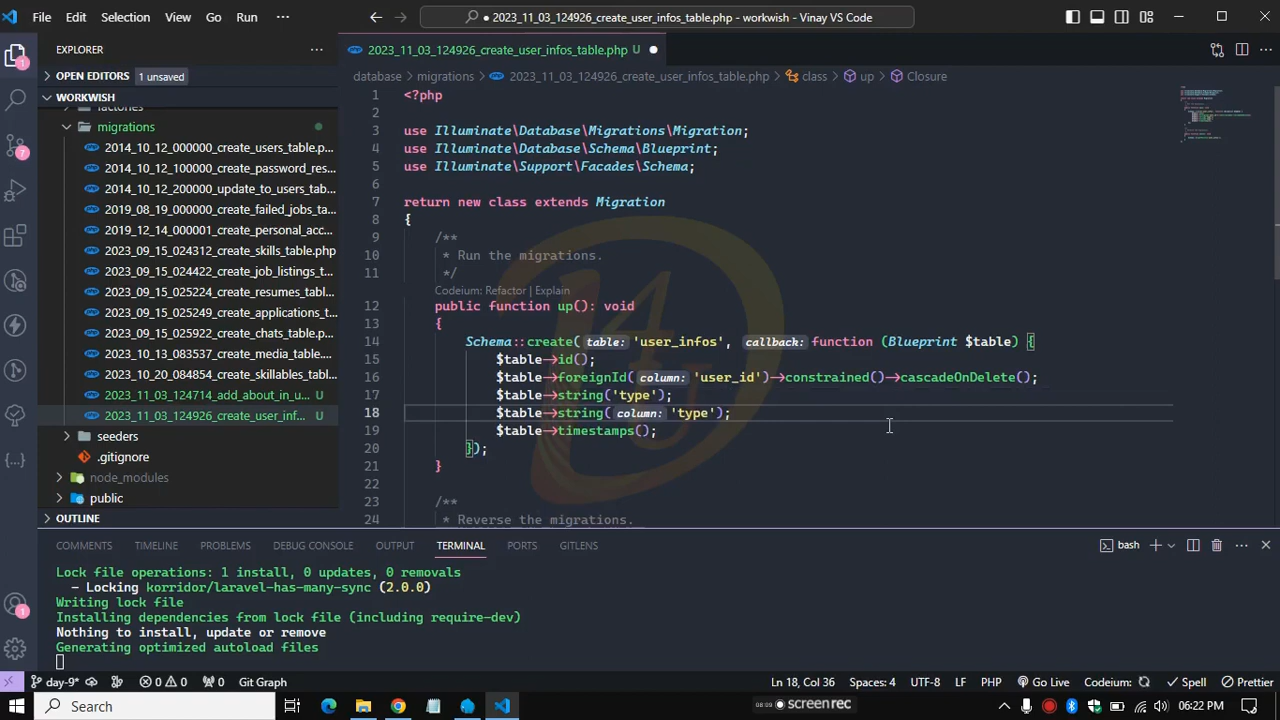 File Edit Selection View Go Run ···
● 2023_11_03_124926_create_user_infos_table.php - workwish - Vinay VS Code
EXPLORER ···
OPEN EDITORS 1 unsaved
WORKWISH
factories
migrations
2014_10_12_000000_create_users_table.p...
2014_10_12_100000_create_password_res...
2014_10_12_200000_update_to_users_tab...
2019_08_19_000000_create_failed_jobs_ta...
2019_12_14_000001_create_personal_acc...
2023_09_15_024312_create_skills_table.php
2023_09_15_024422_create_job_listings_t...
2023_09_15_025224_create_resumes_tabl...
2023_09_15_025249_create_applications_t...
2023_09_15_025922_create_chats_table.p...
2023_10_13_083537_create_media_table....
2023_10_20_084854_create_skillables_tabl...
2023_11_03_124714_add_about_in_u... U
2023_11_03_124926_create_user_inf... U
seeders
.gitignore
node_modules
public
OUTLINE
2023_11_03_124926_create_user_infos_table.php U ●
database > migrations > 2023_11_03_124926_create_user_infos_table.php > class > up > Closure
1 <?php
2
3 use Illuminate\Database\Migrations\Migration;
4 use Illuminate\Database\Schema\Blueprint;
5 use Illuminate\Support\Facades\Schema;
6
7 return new class extends Migration
8 {
9 /**
10 * Run the migrations.
11 */
Codeium: Refactor | Explain
12 public function up(): void
13 {
14 Schema::create(table: 'user_infos', callback: function (Blueprint $table) {
15 $table->id();
16 $table->foreignId(column: 'user_id')->constrained()->cascadeOnDelete();
17 $table->string('type');
18 $table->string(column: 'type');
19 $table->timestamps();
20 });
21 }
22
23 /**
24 * Reverse the migrations.
COMMENTS TIMELINE PROBLEMS DEBUG CONSOLE OUTPUT TERMINAL PORTS GITLENS
bash
Lock file operations: 1 install, 0 updates, 0 removals
- Locking korridor/laravel-has-many-sync (2.0.0)
Writing lock file
Installing dependencies from lock file (including require-dev)
Nothing to install, update or remove
Generating optimized autoload files
day-9* 0 0 0 Git Graph Ln 18, Col 36 Spaces: 4 UTF-8 LF PHP Go Live Codeium: Spell Prettier
Search
screen rec
06:22 PM